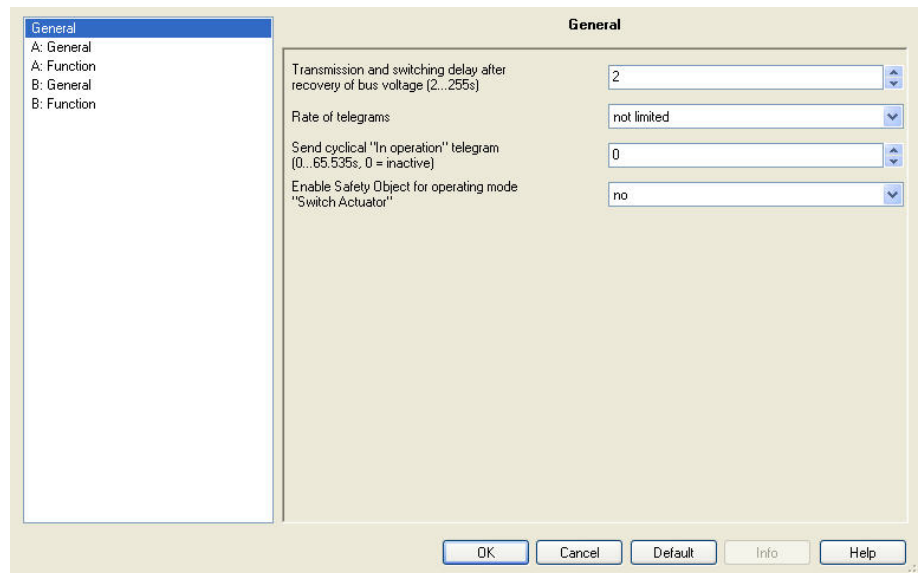 General
A: General
A: Function
B: General
B: Function
General
Transmission and switching delay after
recovery of bus voltage (2...255s)
2
Rate of telegrams
not limited
Send cyclical "In operation" telegram
(0...65.535s, 0 = inactive)
0
Enable Safety Object for operating mode
"Switch Actuator"
no
OK
Cancel
Default
Info
Help